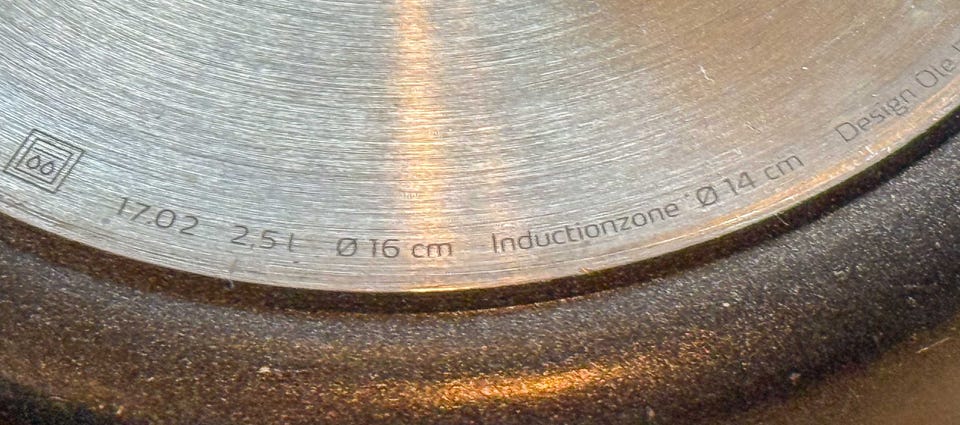 17.02 2,5 l Ø 16 cm Inductionzone Ø 14 cm Design Ole